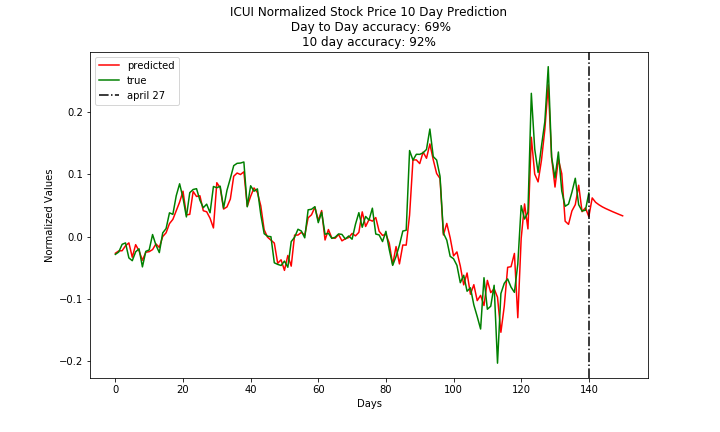 ICUI Normalized Stock Price 10 Day Prediction
Day to Day accuracy: 69%
10 day accuracy: 92%
predicted
true
april 27
Normalized Values
0.2
0.1
0.0
−0.1
−0.2
0 20 40 60 80 100 120 140
Days